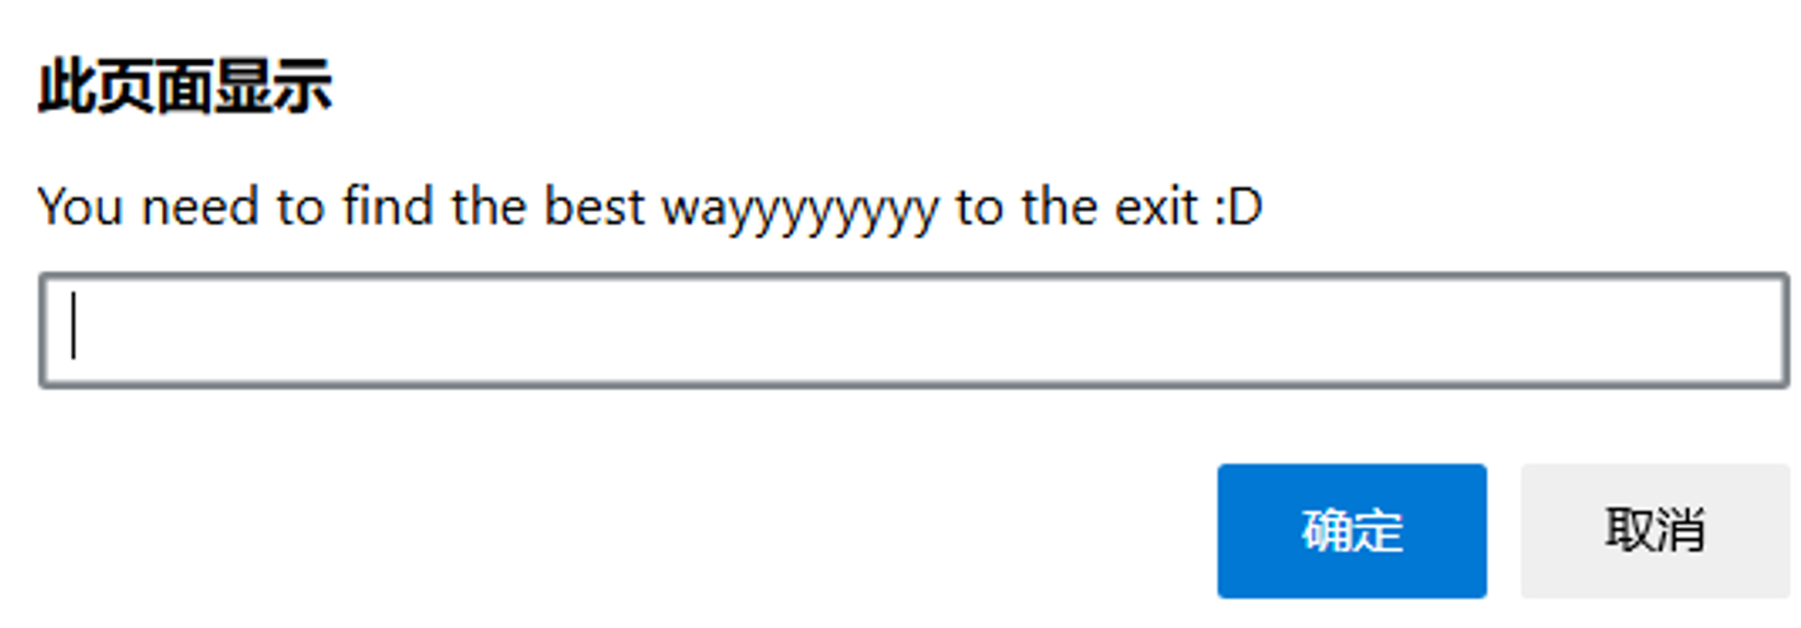 此页面显示
You need to find the best wayyyyyyyy to the exit :D
确定 取消